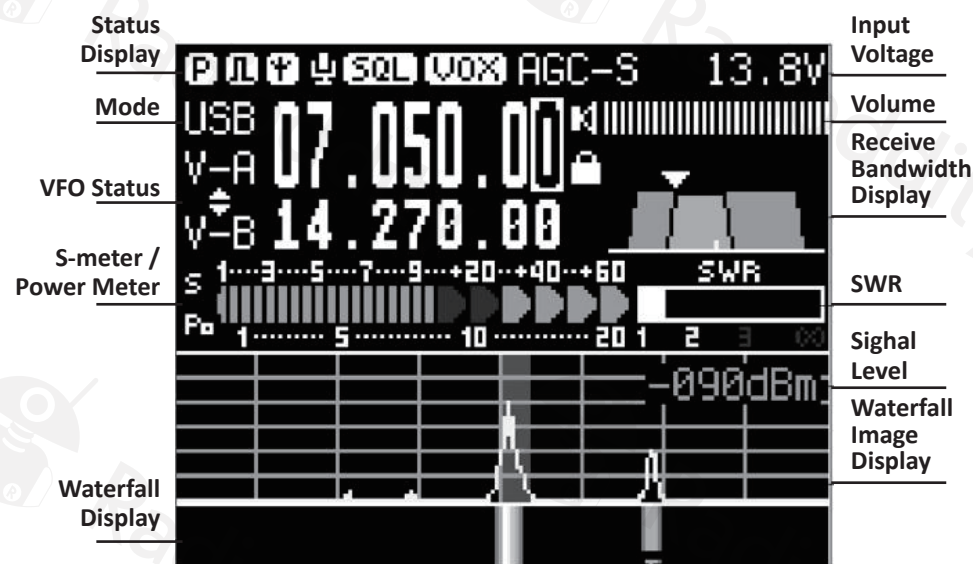 Status
Display
Mode
VFO Status
S-meter /
Power Meter
Waterfall
Display
P SQL VOX AGC-S 13.8V
USB 07.050.00
V-A
V-B 14.270.00
S 1····3····5····7····9···+20··+40··+60 SWR
Po 1········· 5 ············ 10 ············ 20 1 2 3 ∞
-090dBm
Input
Voltage
Volume
Receive
Bandwidth
Display
SWR
Sighal
Level
Waterfall
Image
Display